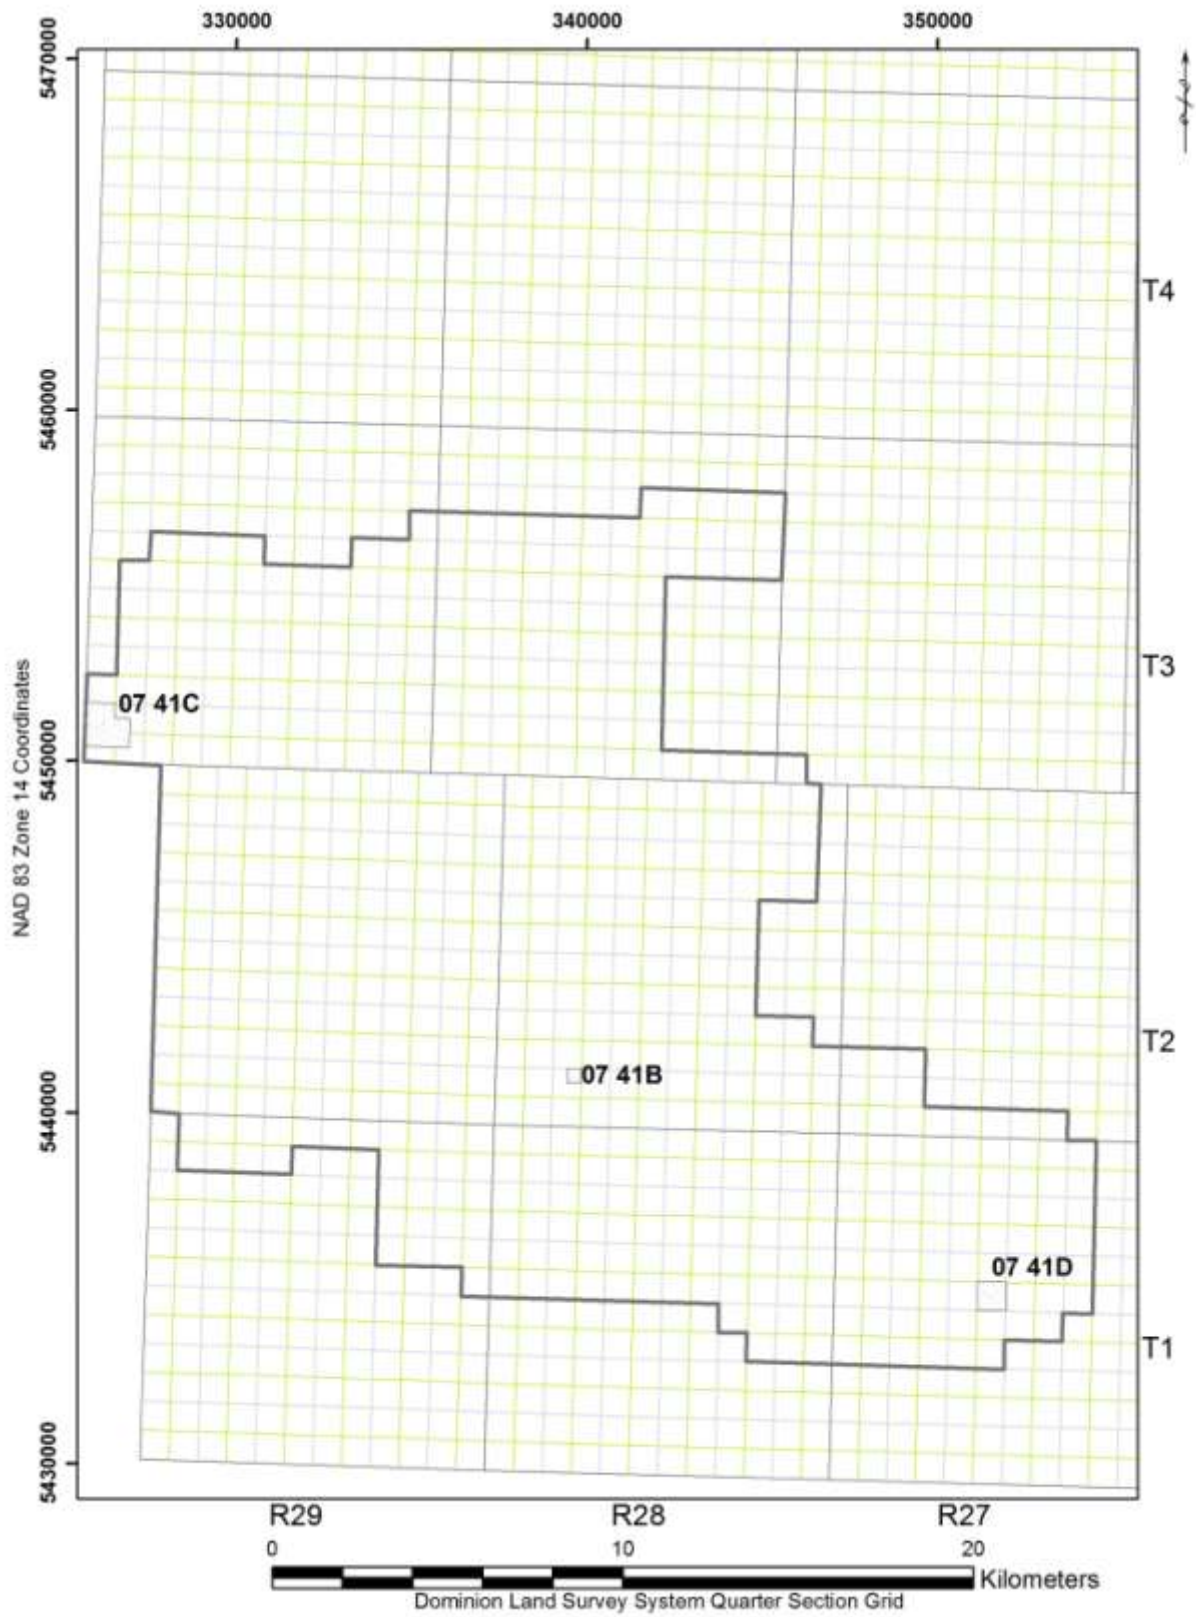 330000 340000 350000
5470000
T4
5460000
T3
07 41C
NAD 83 Zone 14 Coordinates
5450000
T2
07 41B
5440000
07 41D
T1
5430000
R29 R28 R27
0 10 20
Kilometers
Dominion Land Survey System Quarter Section Grid